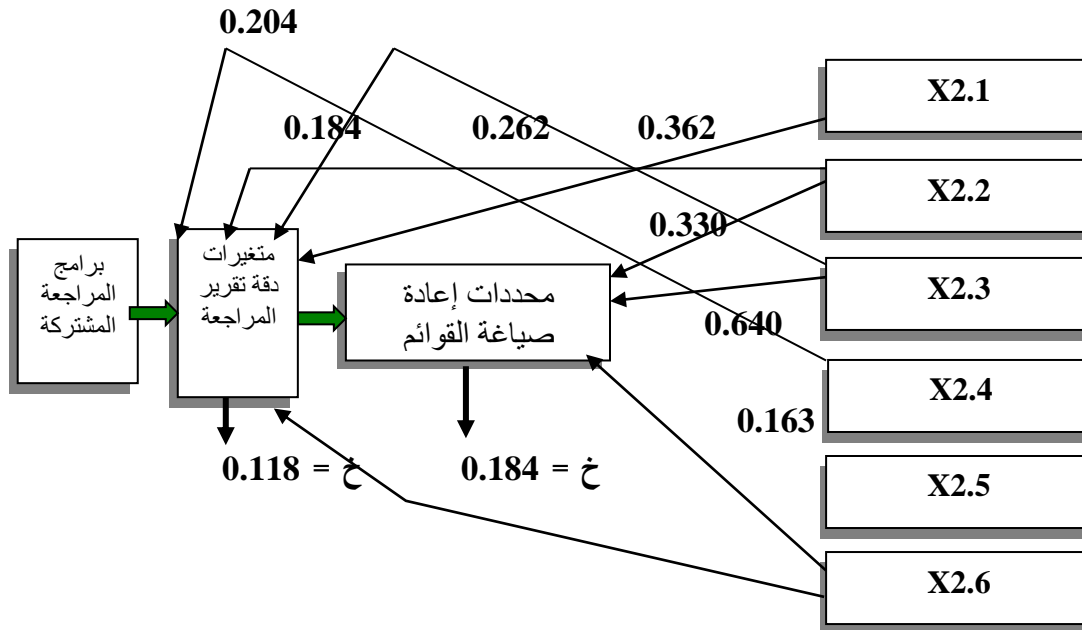 0.204
X2.1
0.184
0.262
0.362
X2.2
0.330
برامج
المراجعة
المشتركة
متغيرات
دقة تقرير
المراجعة
محددات إعادة
صياغة القوائم
X2.3
0.640
X2.4
0.163
خ = 0.118
خ = 0.184
X2.5
X2.6